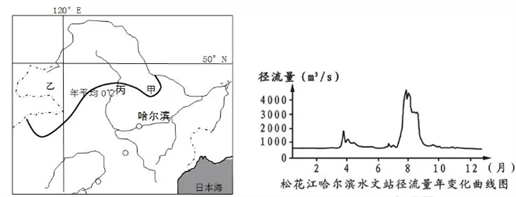 120° E
50° N
乙
年平均0℃
丙
甲
哈尔滨
日本海
径流量(m³/s)
4000
3000
2000
1000
0
2 4 6 8 10 12 (月)
松花江哈尔滨水文站径流量年变化曲线图